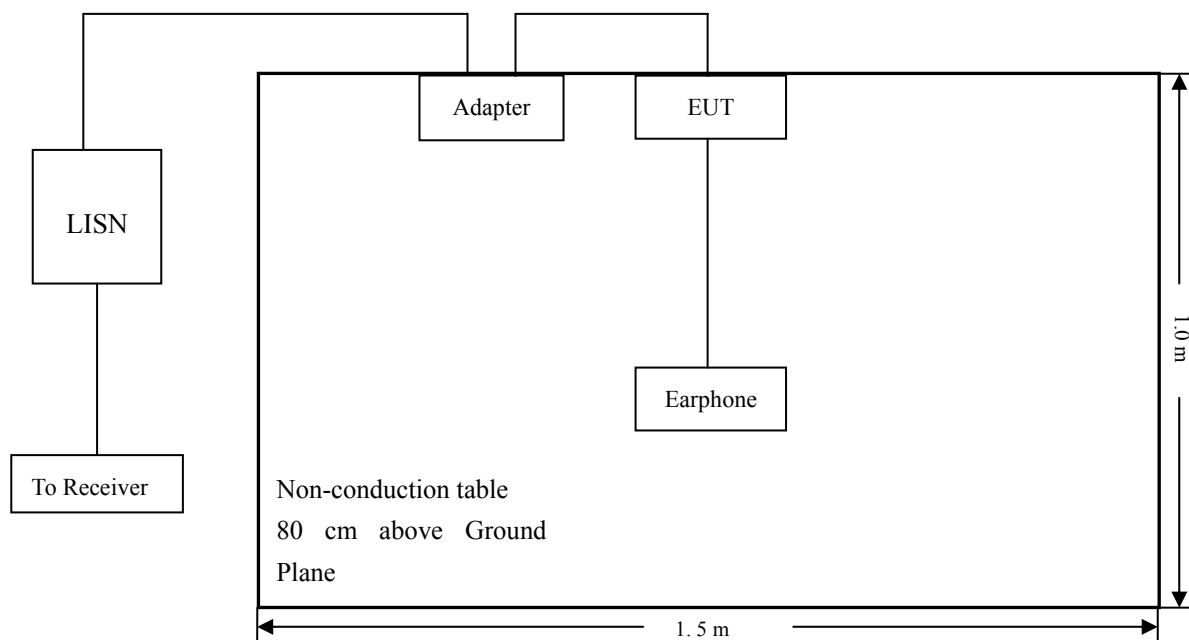 Adapter
EUT
LISN
1.0 m
Earphone
To Receiver
Non-conduction table
80 cm above Ground
Plane
1. 5 m